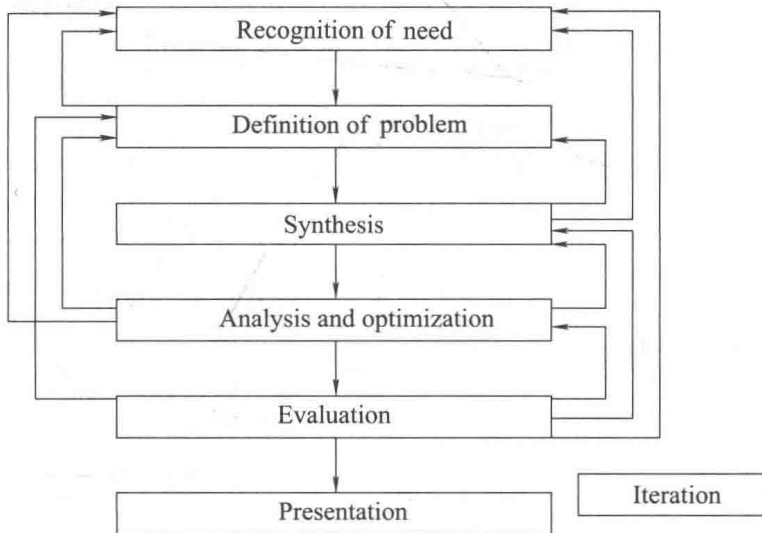 Recognition of need
Definition of problem
Synthesis
Analysis and optimization
Evaluation
Presentation
Iteration